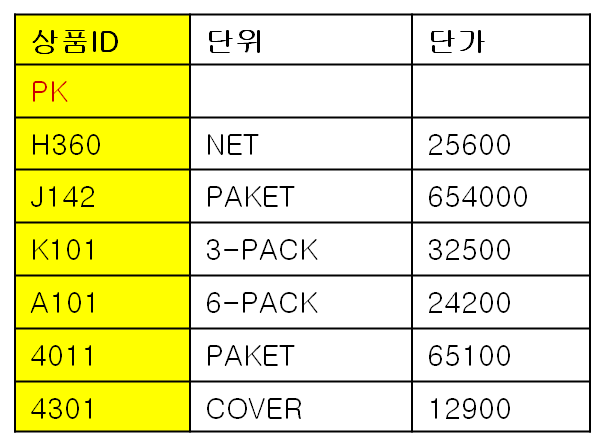 상품ID 단위 단가
PK
H360 NET 25600
J142 PAKET 654000
K101 3-PACK 32500
A101 6-PACK 24200
4011 PAKET 65100
4301 COVER 12900